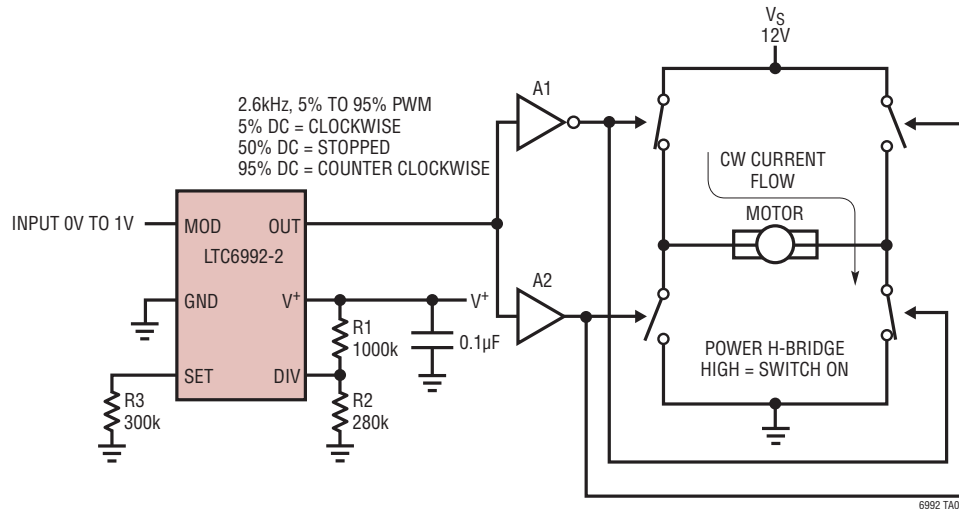 VS
12V
A1
2.6kHz, 5% TO 95% PWM
5% DC = CLOCKWISE
50% DC = STOPPED
95% DC = COUNTER CLOCKWISE
CW CURRENT
FLOW
MOTOR
INPUT 0V TO 1V
MOD
OUT
LTC6992-2
A2
GND
V+
V+
R1
1000k
0.1µF
POWER H-BRIDGE
HIGH = SWITCH ON
SET
DIV
R3
300k
R2
280k
6992 TA0